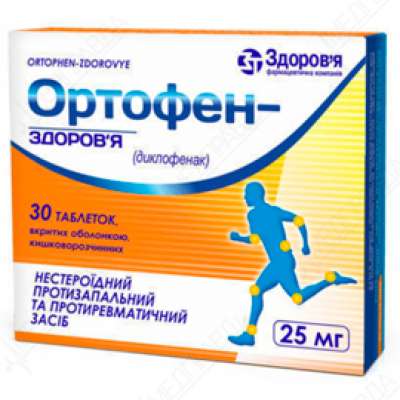 ORTOPHEN-ZDOROVYE
Здоров'я
фармацевтична компанія
Ортофен-
ЗДОРОВ'Я
(диклофенак)
30 ТАБЛЕТОК,
вкритих оболонкою,
кишковорозчинних
НЕСТЕРОЇДНИЙ
ПРОТИЗАПАЛЬНИЙ
ТА ПРОТИРЕВМАТИЧНИЙ
ЗАСІБ
25 мг